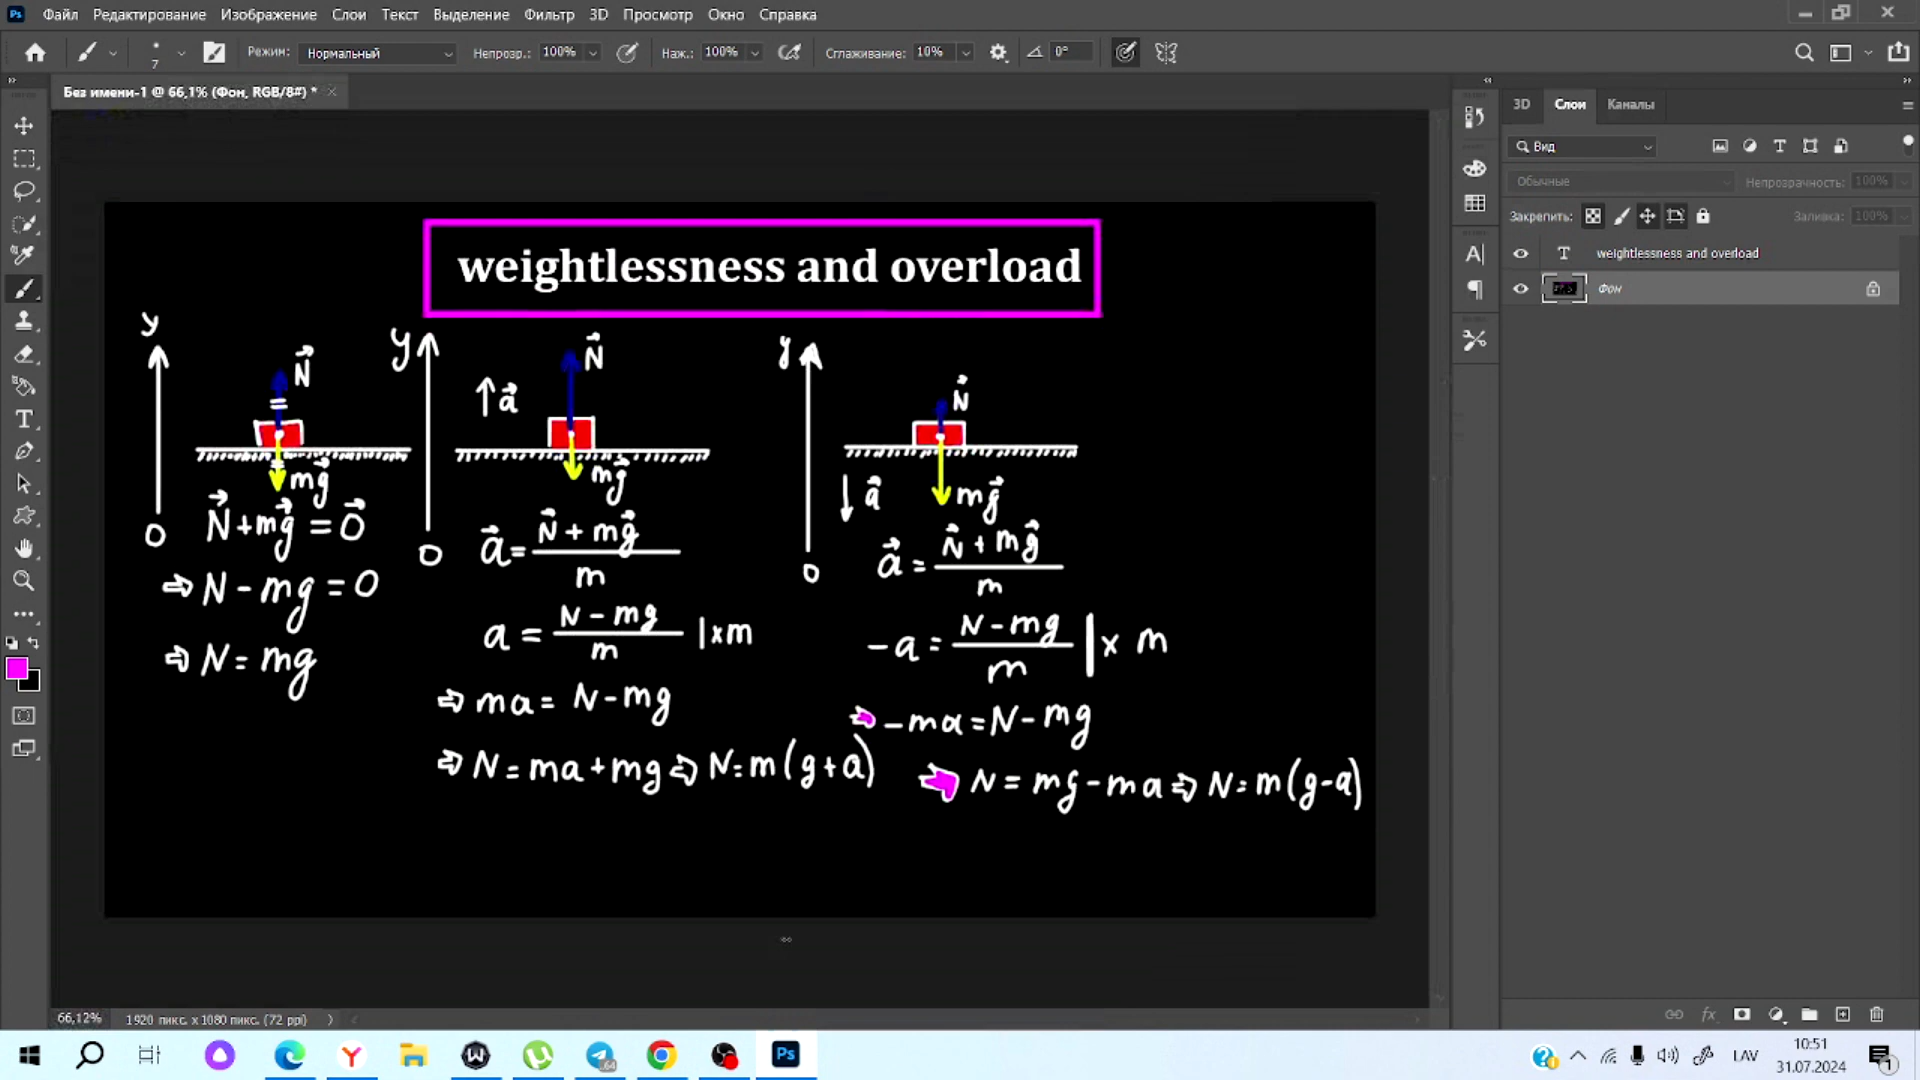 Файл Редактирование Изображение Слои Текст Выделение Фильтр 3D Просмотр Окно Справка
7 Режим: Нормальный Непрозр.: 100% Наж.: 100% Сглаживание: 10% 0°
Без имени-1 @ 66,1% (Фон, RGB/8#) *
3D Слои Каналы
Вид
Обычные Непрозрачность: 100%
Закрепить: Заливка: 100%
weightlessness and overload
Фон
weightlessness and overload
y
N⃗
mg⃗
0
N⃗ + mg⃗ = 0⃗
⇒ N - mg = 0
⇒ N = mg
y
↑ a⃗
N⃗
mg⃗
0
a⃗ = (N⃗ + mg⃗)/m
a = (N - mg)/m | x m
⇒ ma = N - mg
⇒ N = ma + mg ⇒ N = m(g + a)
y
N⃗
↓ a⃗
mg⃗
0
a⃗ = (N⃗ + mg⃗)/m
-a = (N - mg)/m | x m
⇒ -ma = N - mg
⇒ N = mg - ma ⇒ N = m(g - a)
66,12% 1920 пикс. x 1080 пикс. (72 ppi)
LAV
10:51
31.07.2024